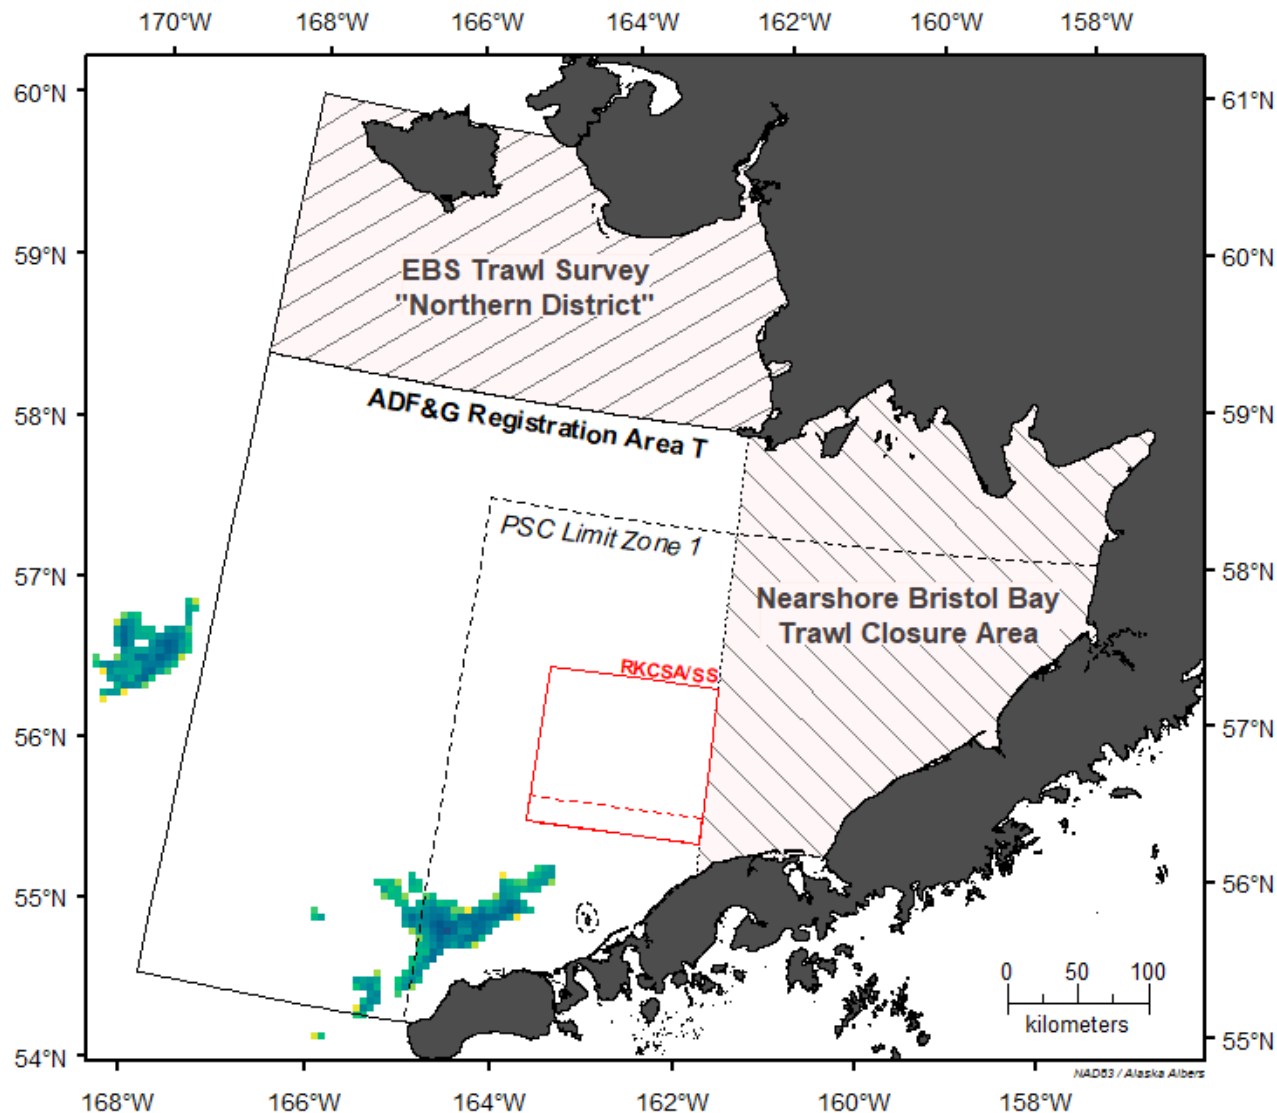 170°W 168°W 166°W 164°W 162°W 160°W 158°W
60°N
61°N
59°N
60°N
EBS Trawl Survey
"Northern District"
58°N
59°N
ADF&G Registration Area T
PSC Limit Zone 1
57°N
58°N
Nearshore Bristol Bay
Trawl Closure Area
RKCSA/SS
56°N
57°N
55°N
56°N
0 50 100
kilometers
54°N
55°N
NAD83 / Alaska Albers
168°W 166°W 164°W 162°W 160°W 158°W